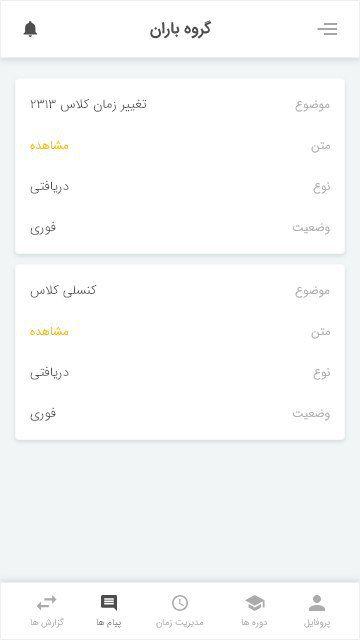 گروه باران
موضوع تغییر زمان کلاس ۲۳۱۳
متن مشاهده
نوع دریافتی
وضعیت فوری
موضوع کنسلی کلاس
متن مشاهده
نوع دریافتی
وضعیت فوری
پروفایل دوره ها مدیریت زمان پیام ها گزارش ها